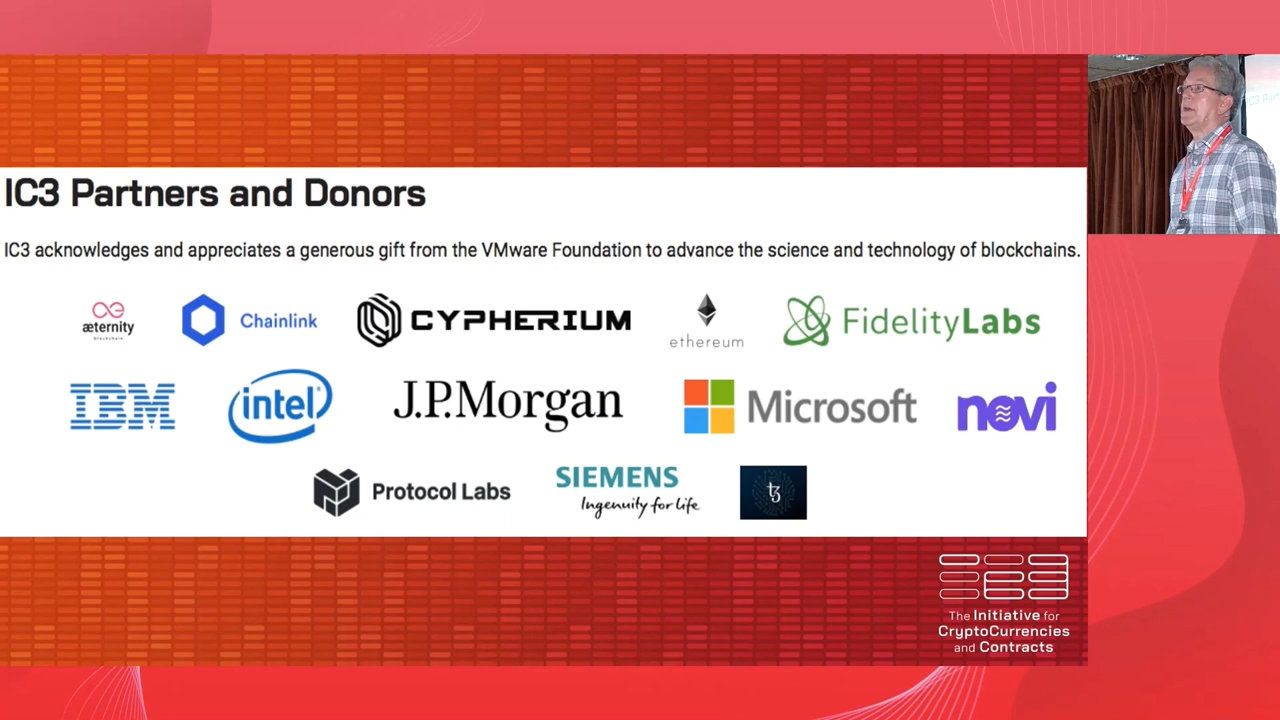 IC3 Partners and Donors
IC3 acknowledges and appreciates a generous gift from the VMware Foundation to advance the science and technology of blockchains.
æternity
blockchain
Chainlink
CYPHERIUM
ethereum
FidelityLabs
IBM
intel
J.P.Morgan
Microsoft
novi
Protocol Labs
SIEMENS
Ingenuity for life
IC3
The Initiative for
CryptoCurrencies
and Contracts